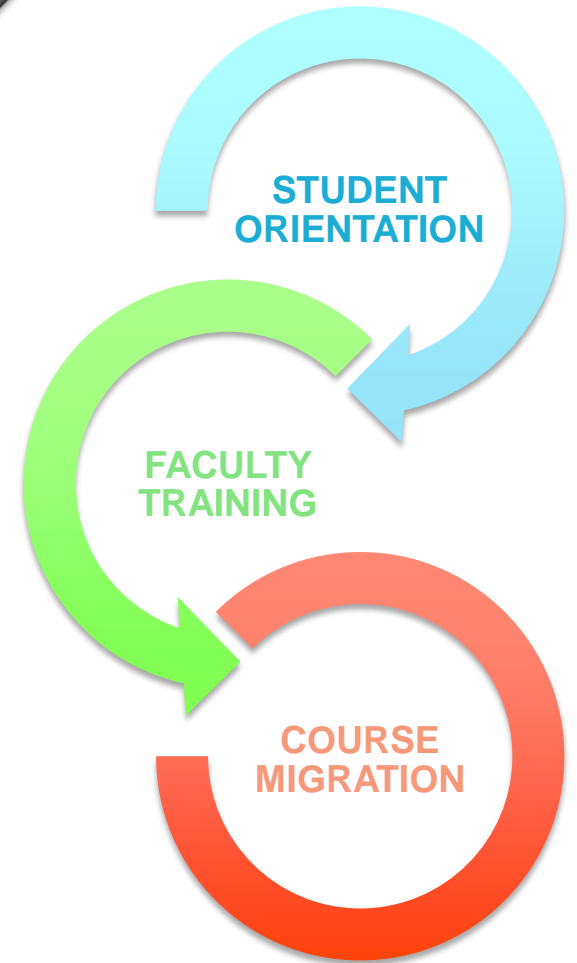 STUDENT
ORIENTATION
FACULTY
TRAINING
COURSE
MIGRATION